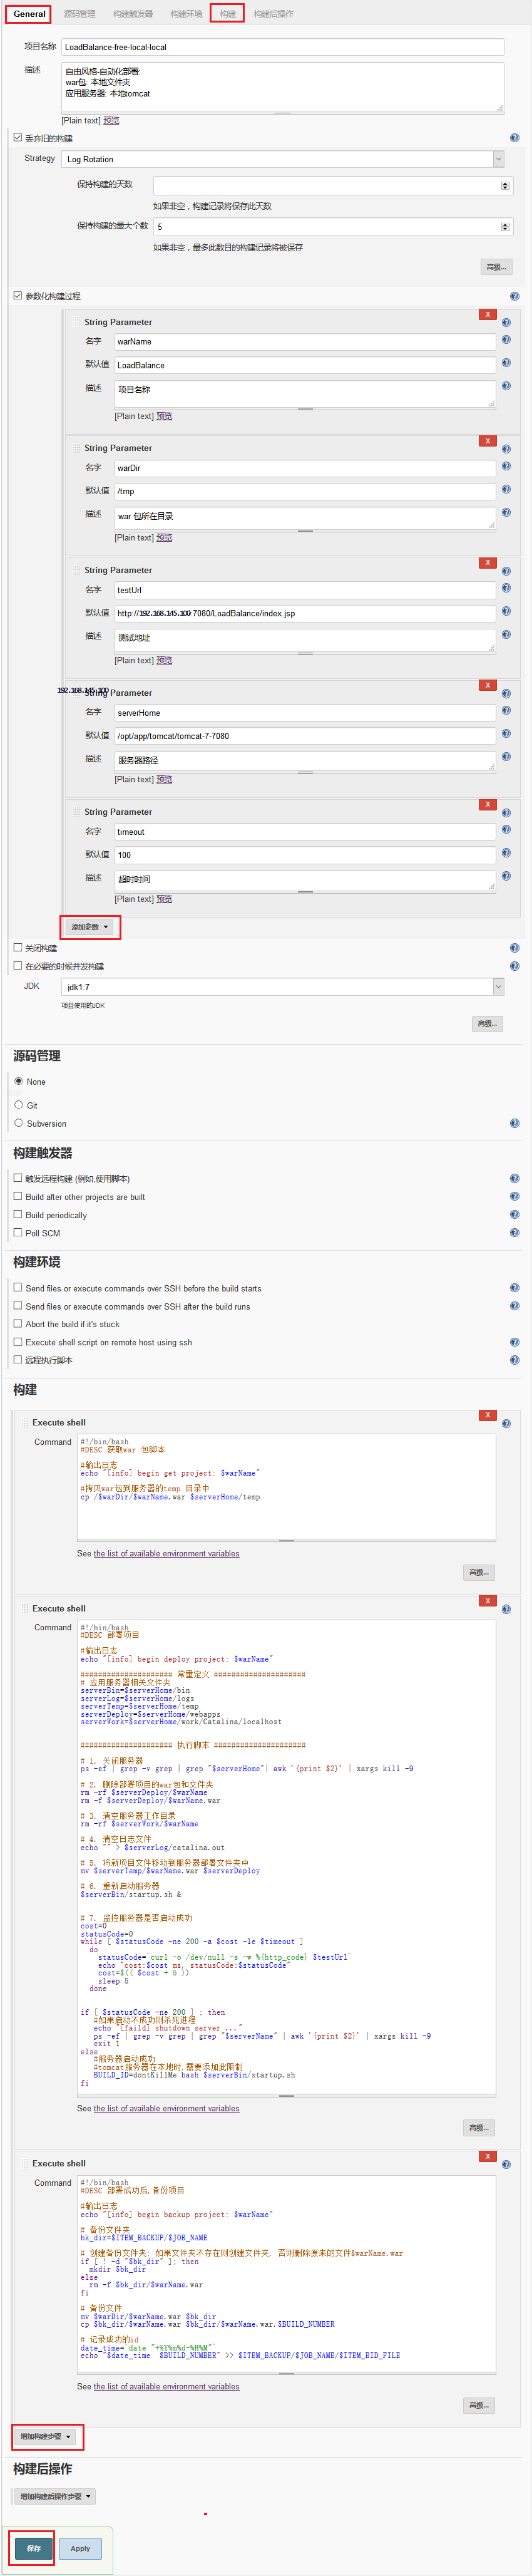 General 源码管理 构建触发器 构建环境 构建 构建后操作
项目名称 LoadBalance-free-local-local
描述 自由风格-自动化部署:
war包: 本地文件夹
应用服务器: 本地tomcat
[Plain text] 预览
丢弃旧的构建
Strategy Log Rotation
保持构建的天数
如果非空，构建记录将保存此天数
保持构建的最大个数 5
如果非空，最多此数目的构建记录将被保存
高级...
参数化构建过程
X
String Parameter
名字 warName
默认值 LoadBalance
描述 项目名称
[Plain text] 预览
X
String Parameter
名字 warDir
默认值 /tmp
描述 war 包所在目录
[Plain text] 预览
X
String Parameter
名字 testUrl
默认值 http://192.168.145.100:7080/LoadBalance/index.jsp
描述 测试地址
[Plain text] 预览
X
192.168.145.100
String Parameter
名字 serverHome
默认值 /opt/app/tomcat/tomcat-7-7080
描述 服务器路径
[Plain text] 预览
X
String Parameter
名字 timeout
默认值 100
描述 超时时间
[Plain text] 预览
添加参数
关闭构建
在必要的时候并发构建
JDK jdk1.7
项目使用的JDK
高级...
源码管理
None
Git
Subversion
构建触发器
触发远程构建 (例如,使用脚本)
Build after other projects are built
Build periodically
Poll SCM
构建环境
Send files or execute commands over SSH before the build starts
Send files or execute commands over SSH after the build runs
Abort the build if it's stuck
Execute shell script on remote host using ssh
远程执行脚本
构建
X
Execute shell
Command #!/bin/bash
#DESC 获取war 包脚本
#输出日志
echo "[info] begin get project: $warName"
#拷贝war包到服务器的temp 目录中
cp /$warDir/$warName.war $serverHome/temp
See the list of available environment variables
高级...
X
Execute shell
Command #!/bin/bash
#DESC 部署项目
#输出日志
echo "[info] begin deploy project: $warName"
##################### 常量定义 #####################
# 应用服务器相关文件夹
serverBin=$serverHome/bin
serverLog=$serverHome/logs
serverTemp=$serverHome/temp
serverDeploy=$serverHome/webapps
serverWork=$serverHome/work/Catalina/localhost
##################### 执行脚本 #####################
# 1. 关闭服务器
ps -ef | grep -v grep | grep "$serverHome"| awk '{print $2}' | xargs kill -9
# 2. 删除部署项目的war包和文件夹
rm -rf $serverDeploy/$warName
rm -f $serverDeploy/$warName.war
# 3. 清空服务器工作目录
rm -rf $serverWork/$warName
# 4. 清空日志文件
echo "" > $serverLog/catalina.out
# 5. 将新项目文件移动到服务器部署文件夹中
mv $serverTemp/$warName.war $serverDeploy
# 6. 重新启动服务器
$serverBin/startup.sh &
# 7. 监控服务器是否启动成功
cost=0
statusCode=0
while [ $statusCode -ne 200 -a $cost -le $timeout ]
do
statusCode=`curl -o /dev/null -s -w %{http_code} $testUrl`
echo "cost:$cost ms, statusCode:$statusCode"
cost=$(( $cost + 5 ))
sleep 5
done
if [ $statusCode -ne 200 ] ; then
#如果启动不成功则杀死进程
echo "[faild] shutdown server ..."
ps -ef | grep -v grep | grep "$serverName" | awk '{print $2}' | xargs kill -9
exit 1
else
#服务器启动成功
#tomcat服务器在本地时,需要添加此限制
BUILD_ID=dontKillMe bash $serverBin/startup.sh
fi
See the list of available environment variables
高级...
X
Execute shell
Command #!/bin/bash
#DESC 部署成功后,备份项目
#输出日志
echo "[info] begin backup project: $warName"
# 备份文件夹
bk_dir=$ITEM_BACKUP/$JOB_NAME
# 创建备份文件夹: 如果文件夹不存在则创建文件夹, 否则删除原来的文件$warName.war
if [ ! -d "$bk_dir" ]; then
mkdir $bk_dir
else
rm -f $bk_dir/$warName.war
fi
# 备份文件
mv $warDir/$warName.war $bk_dir
cp $bk_dir/$warName.war $bk_dir/$warName.war.$BUILD_NUMBER
# 记录成功的id
date_time=`date "+%Y%m%d-%H%M"`
echo "$date_time $BUILD_NUMBER" >> $ITEM_BACKUP/$JOB_NAME/$ITEM_BID_FILE
See the list of available environment variables
高级...
增加构建步骤
构建后操作
增加构建后操作步骤
保存 Apply